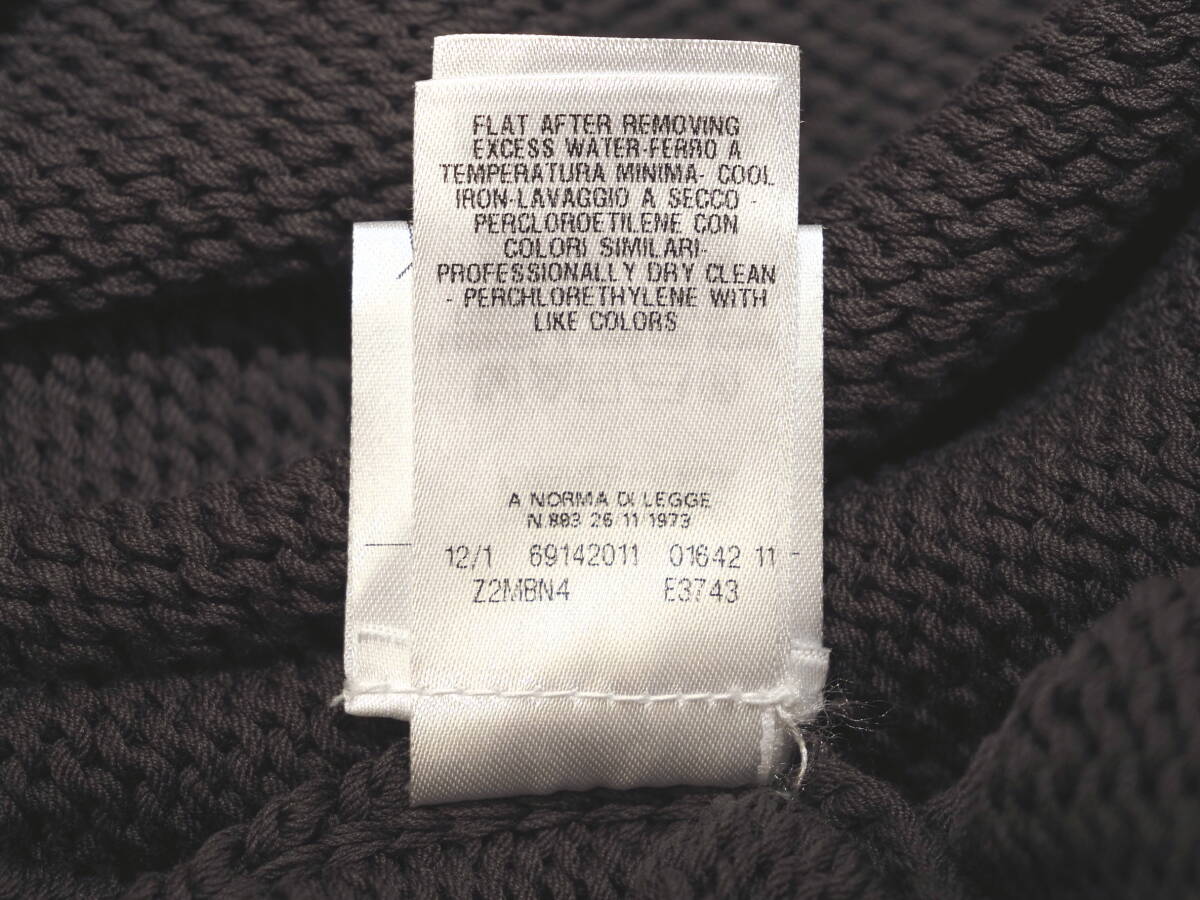 FLAT AFTER REMOVING
EXCESS WATER-FERRO A
TEMPERATURA MINIMA- COOL
IRON-LAVAGGIO A SECCO -
PERCLOROETILENE CON
COLORI SIMILARI-
PROFESSIONALLY DRY CLEAN
- PERCHLORETHYLENE WITH
LIKE COLORS
A NORMA DI LEGGE
N.883 26 11 1973
12/1 69142011 01642 11
Z2MBN4 E3743